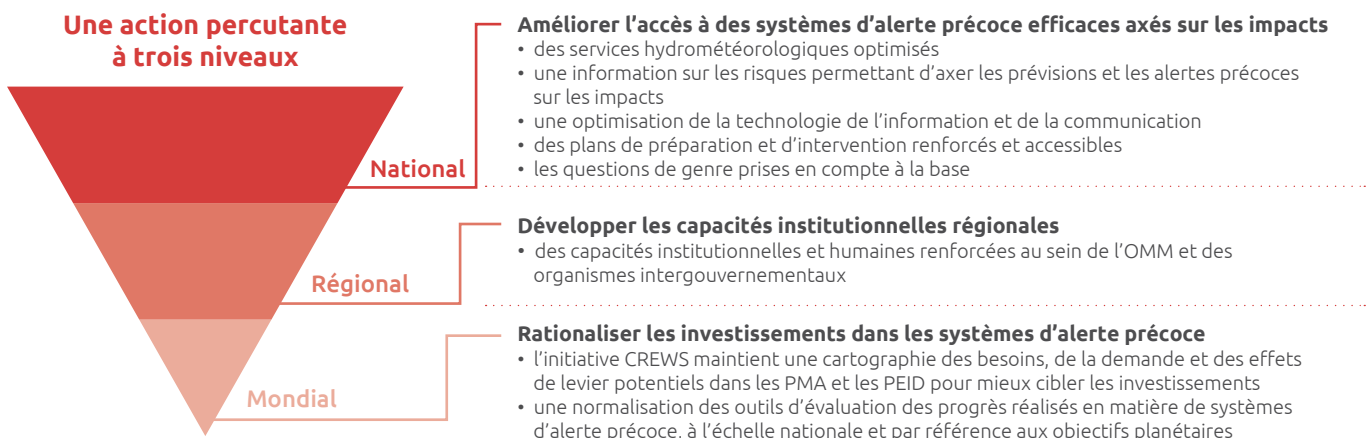 Une action percutante
à trois niveaux
National
Régional
Mondial
Améliorer l’accès à des systèmes d’alerte précoce efficaces axés sur les impacts
• des services hydrométéorologiques optimisés
• une information sur les risques permettant d’axer les prévisions et les alertes précoces
sur les impacts
• une optimisation de la technologie de l’information et de la communication
• des plans de préparation et d’intervention renforcés et accessibles
• les questions de genre prises en compte à la base
Développer les capacités institutionnelles régionales
• des capacités institutionnelles et humaines renforcées au sein de l’OMM et des
organismes intergouvernementaux
Rationaliser les investissements dans les systèmes d’alerte précoce
• l’initiative CREWS maintient une cartographie des besoins, de la demande et des effets
de levier potentiels dans les PMA et les PEID pour mieux cibler les investissements
• une normalisation des outils d’évaluation des progrès réalisés en matière de systèmes
d’alerte précoce, à l’échelle nationale et par référence aux objectifs planétaires